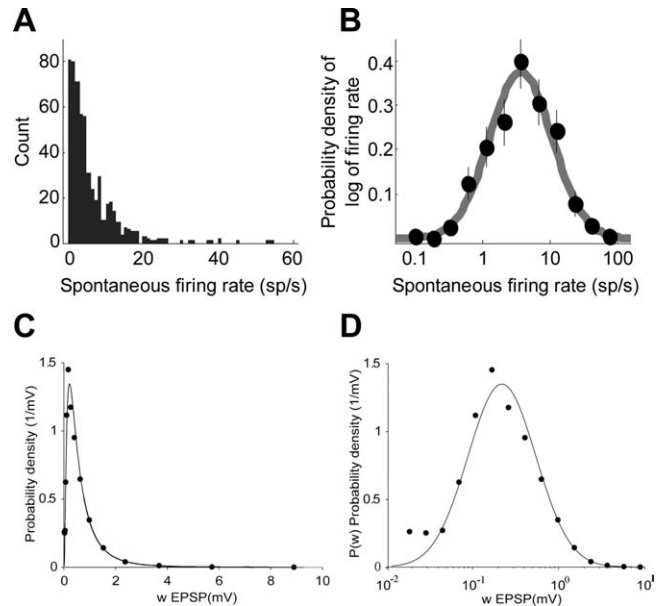 A
80
60
40
20
0
Count
0
20
40
60
Spontaneous firing rate (sp/s)
B
0.4
0.3
0.2
0.1
Probability density of
log of firing rate
0.1
1
10
100
Spontaneous firing rate (sp/s)
C
1.5
1
0.5
0
Probability density (1/mV)
0
2
4
6
8
10
w EPSP(mV)
D
1.5
1
0.5
0
P(w) Probability density (1/mV)
10⁻²
10⁻¹
10⁰
10¹
w EPSP(mV)